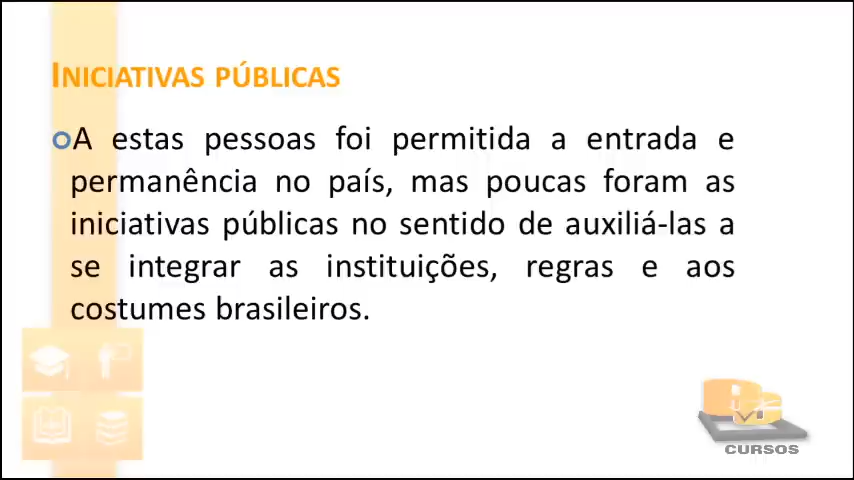 INICIATIVAS PÚBLICAS
A estas pessoas foi permitida a entrada e
permanência no país, mas poucas foram as
iniciativas públicas no sentido de auxiliá-las a
se integrar as instituições, regras e aos
costumes brasileiros.
CURSOS